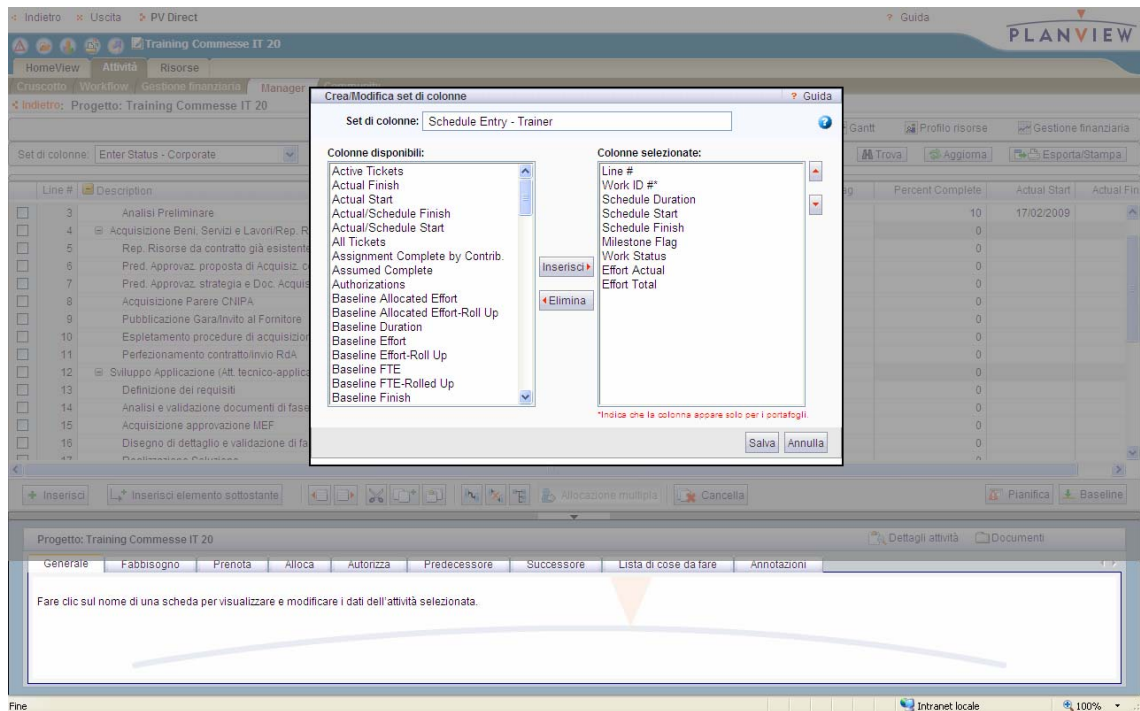 Indietro Uscita PV Direct Guida
PLANVIEW
Training Commesse IT 20
HomeView Attività Risorse
Cruscotto Workflow Gestione finanziaria Manager
Indietro: Progetto: Training Commesse IT 20
Gantt Profilo risorse Gestione finanziaria
Set di colonne: Enter Status - Corporate Trova Aggiorna Esporta/Stampa
Line # Description Percent Complete Actual Start Actual Fin
3 Analisi Preliminare 10 17/02/2009
4 Acquisizione Beni, Servizi e Lavori/Rep. R 0
5 Rep. Risorse da contratto già esistente 0
6 Pred. Approvaz. proposta di Acquisiz. c 0
7 Pred. Approvaz. strategia e Doc. Acquis 0
8 Acquisizione Parere CNIPA 0
9 Pubblicazione Gara/Invito al Fornitore 0
10 Espletamento procedure di acquisizion 0
11 Perfezionamento contratto/invio RdA 0
12 Sviluppo Applicazione (Att. tecnico-applica 0
13 Definizione dei requisiti 0
14 Analisi e validazione documenti di fase 0
15 Acquisizione approvazione MEF 0
16 Disegno di dettaglio e validazione di fa 0
17 Realizzazione Soluzione 0
Crea/Modifica set di colonne ? Guida
Set di colonne: Schedule Entry - Trainer
Colonne disponibili:
Active Tickets
Actual Finish
Actual Start
Actual/Schedule Finish
Actual/Schedule Start
All Tickets
Assignment Complete by Contrib.
Assumed Complete
Authorizations
Baseline Allocated Effort
Baseline Allocated Effort-Roll Up
Baseline Duration
Baseline Effort
Baseline Effort-Roll Up
Baseline FTE
Baseline FTE-Rolled Up
Baseline Finish
Inserisci
Elimina
Colonne selezionate:
Line #
Work ID #*
Schedule Duration
Schedule Start
Schedule Finish
Milestone Flag
Work Status
Effort Actual
Effort Total
*Indica che la colonna appare solo per i portafogli.
Salva Annulla
Inserisci Inserisci elemento sottostante Allocazione multipla Cancella Pianifica Baseline
Progetto: Training Commesse IT 20 Dettagli attività Documenti
Generale Fabbisogno Prenota Alloca Autorizza Predecessore Successore Lista di cose da fare Annotazioni
Fare clic sul nome di una scheda per visualizzare e modificare i dati dell'attività selezionata.
Fine Intranet locale 100%